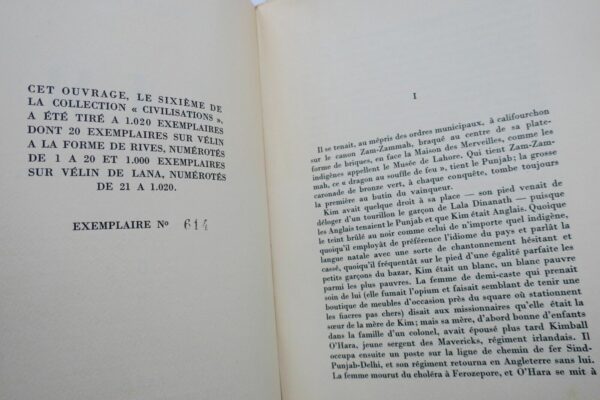 CET OUVRAGE, LE SIXIÈME DE
LA COLLECTION « CIVILISATIONS »,
A ÉTÉ TIRÉ A 1.020 EXEMPLAIRES
DONT 20 EXEMPLAIRES SUR VÉLIN
A LA FORME DE RIVES, NUMÉROTÉS
DE 1 A 20 ET 1.000 EXEMPLAIRES
SUR VÉLIN DE LANA, NUMÉROTÉS
DE 21 A 1.020.
EXEMPLAIRE No 614
I
Il se tenait, au mépris des ordres municipaux, à califourchon
sur le canon Zam-Zammah, braqué au centre de sa plate-
forme de briques, en face la Maison des Merveilles, comme les
indigènes appellent le Musée de Lahore. Qui tient Zam-Zam-
mah, ce « dragon au souffle de feu », tient le Punjab; la grosse
caronade de bronze vert, à chaque conquête, tombe toujours
la première au butin du vainqueur.
Kim avait quelque droit à sa place — son pied venait de
déloger d'un tourillon le garçon de Lala Dinanath — puisque
les Anglais tenaient le Punjab et que Kim était Anglais. Quoique
le teint brûlé au noir comme celui de n'importe quel indigène,
quoiqu'il employât de préférence l'idiome du pays et parlât la
langue natale avec une sorte de chantonnement hésitant et
cassé, quoiqu'il fréquentât sur le pied d'une égalité parfaite les
petits garçons du bazar, Kim était un blanc, un blanc pauvre
parmi les plus pauvres. La femme de demi-caste qui prenait
soin de lui (elle fumait l'opium et faisait semblant de tenir une
boutique de meubles d'occasion près du square où stationnent
les fiacres pas chers) disait aux missionnaires qu'elle était la
sœur de la mère de Kim; mais sa mère, d'abord bonne d'enfants
dans la famille d'un colonel, avait épousé plus tard Kimball
O'Hara, jeune sergent des Mavericks, régiment irlandais. Il
occupa ensuite un poste sur la ligne de chemin de fer Sind-
Punjab-Delhi, et son régiment retourna en Angleterre sans lui.
La femme mourut du choléra à Ferozepore, et O'Hara se mit à